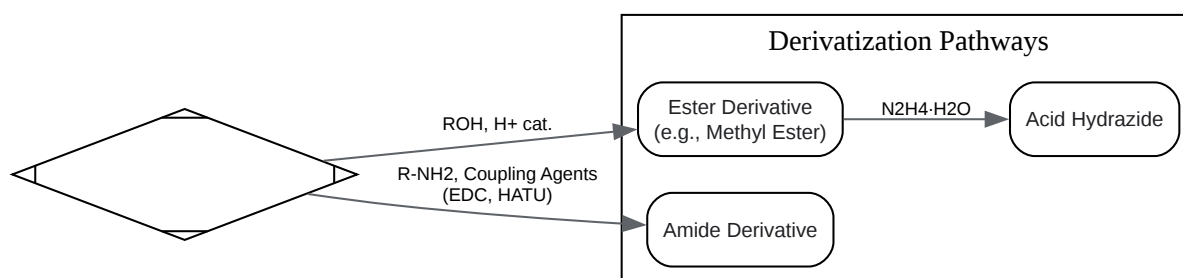 Derivatization Pathways
ROH, H+ cat.
Ester Derivative
(e.g., Methyl Ester)
N2H4·H2O
Acid Hydrazide
R-NH2, Coupling Agents
(EDC, HATU)
Amide Derivative